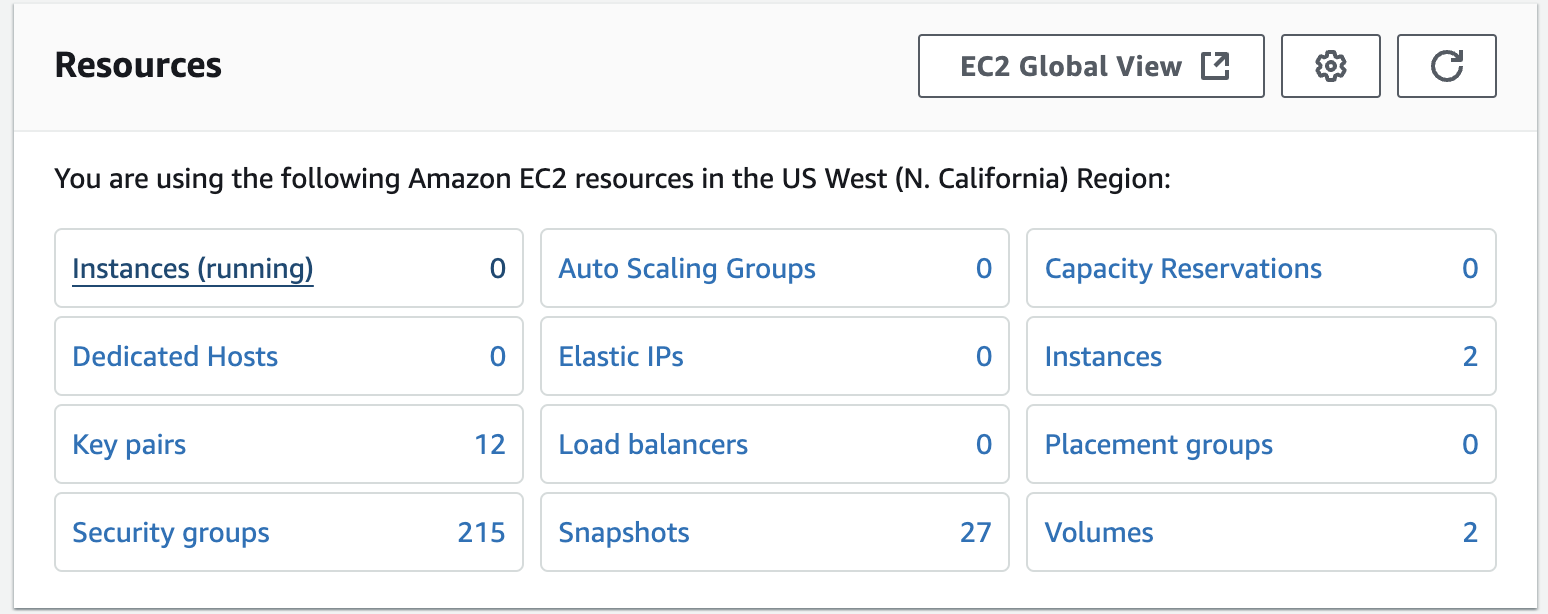 Resources
EC2 Global View
You are using the following Amazon EC2 resources in the US West (N. California) Region:
Instances (running) 0
Auto Scaling Groups 0
Capacity Reservations 0
Dedicated Hosts 0
Elastic IPs 0
Instances 2
Key pairs 12
Load balancers 0
Placement groups 0
Security groups 215
Snapshots 27
Volumes 2